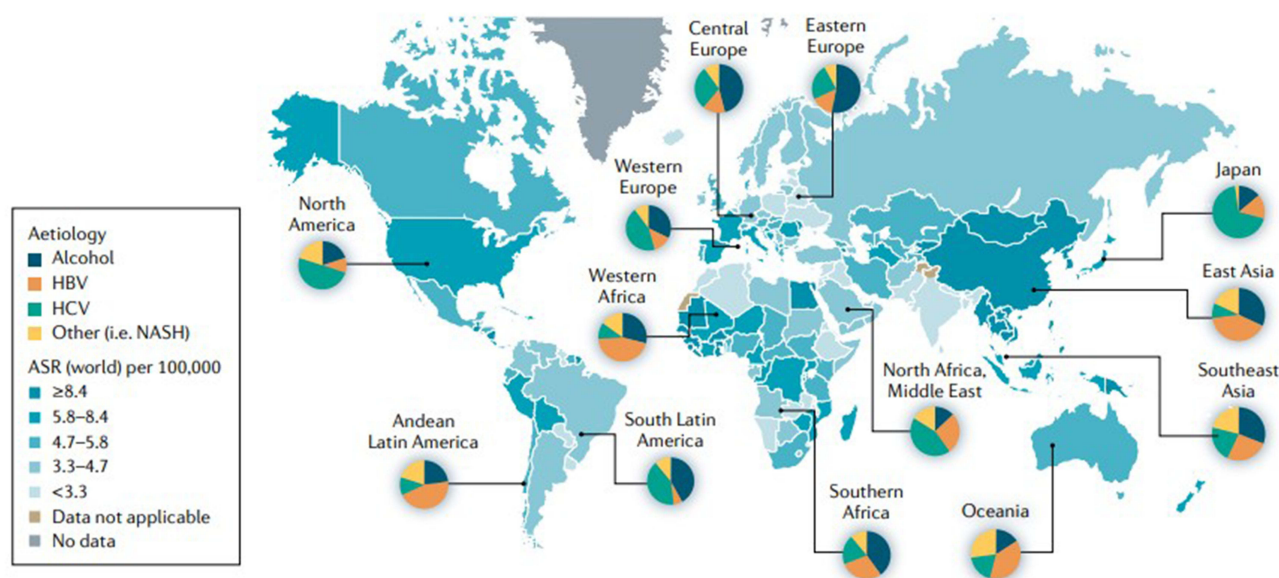 Central
Europe
Eastern
Europe
Western
Europe
Japan
North
America
Aetiology
Alcohol
HBV
HCV
Other (i.e. NASH)
ASR (world) per 100,000
≥8.4
5.8–8.4
4.7–5.8
3.3–4.7
<3.3
Data not applicable
No data
Western
Africa
East Asia
North Africa,
Middle East
Southeast
Asia
Andean
Latin America
South Latin
America
Southern
Africa
Oceania